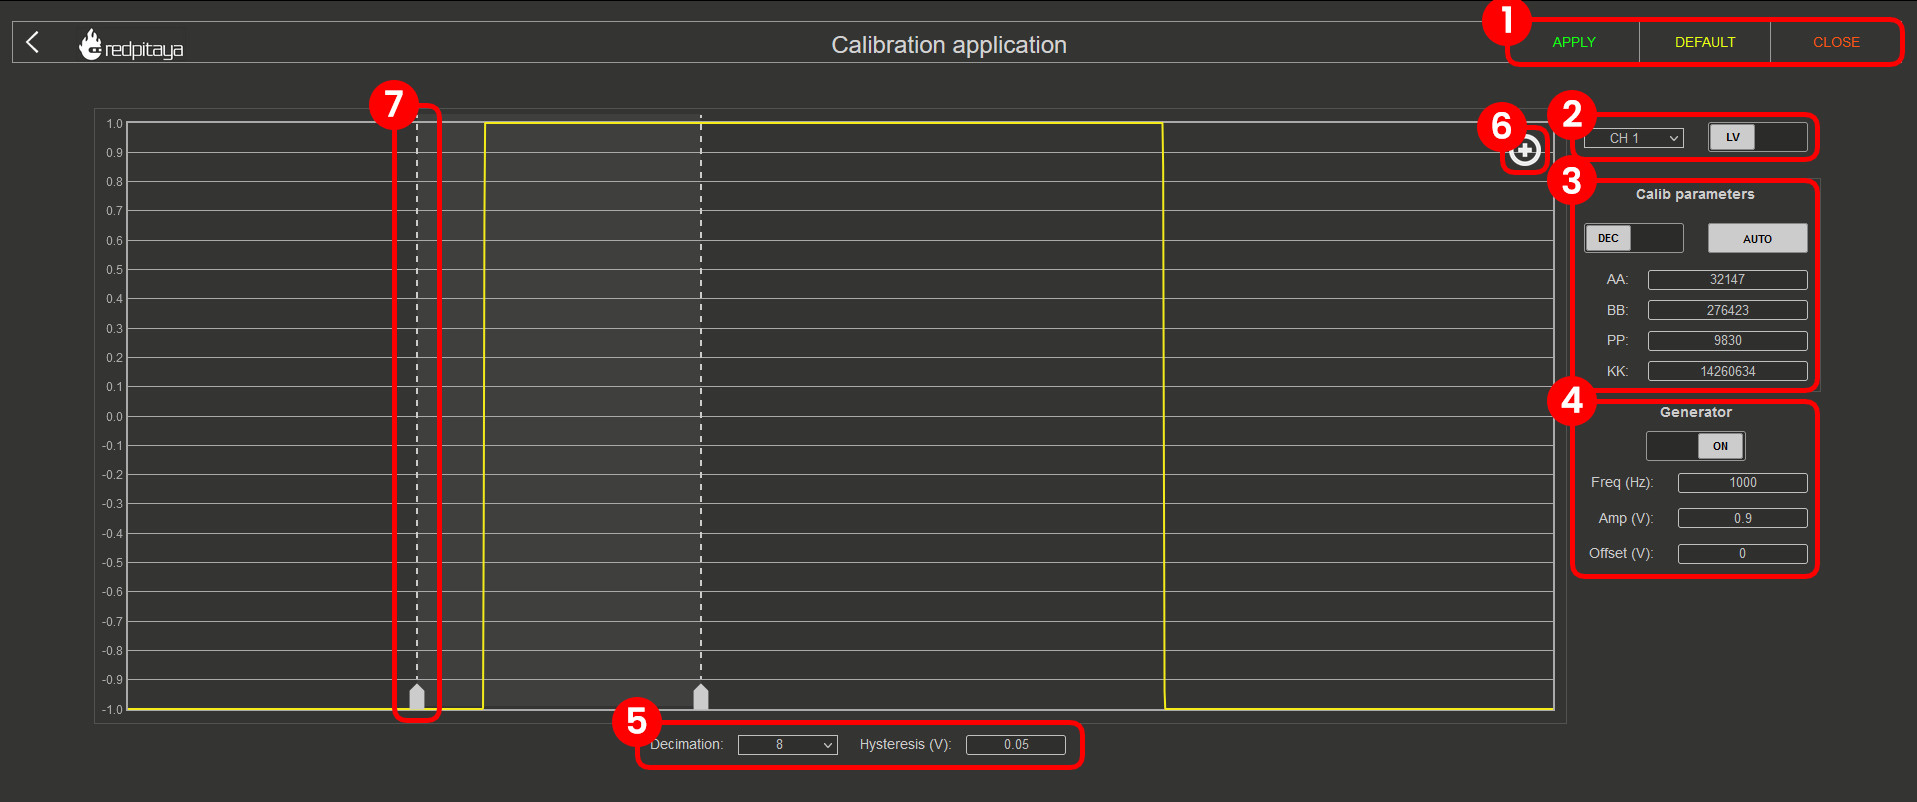 redpitaya
Calibration application
1
APPLY
DEFAULT
CLOSE
7
6
2
CH 1
LV
1.0
0.9
0.8
0.7
0.6
0.5
0.4
0.3
0.2
0.1
0.0
-0.1
-0.2
-0.3
-0.4
-0.5
-0.6
-0.7
-0.8
-0.9
-1.0
3
Calib parameters
DEC
AUTO
AA: 32147
BB: 276423
PP: 9830
KK: 14260634
4
Generator
ON
Freq (Hz): 1000
Amp (V): 0.9
Offset (V): 0
5
Decimation: 8 Hysteresis (V): 0.05